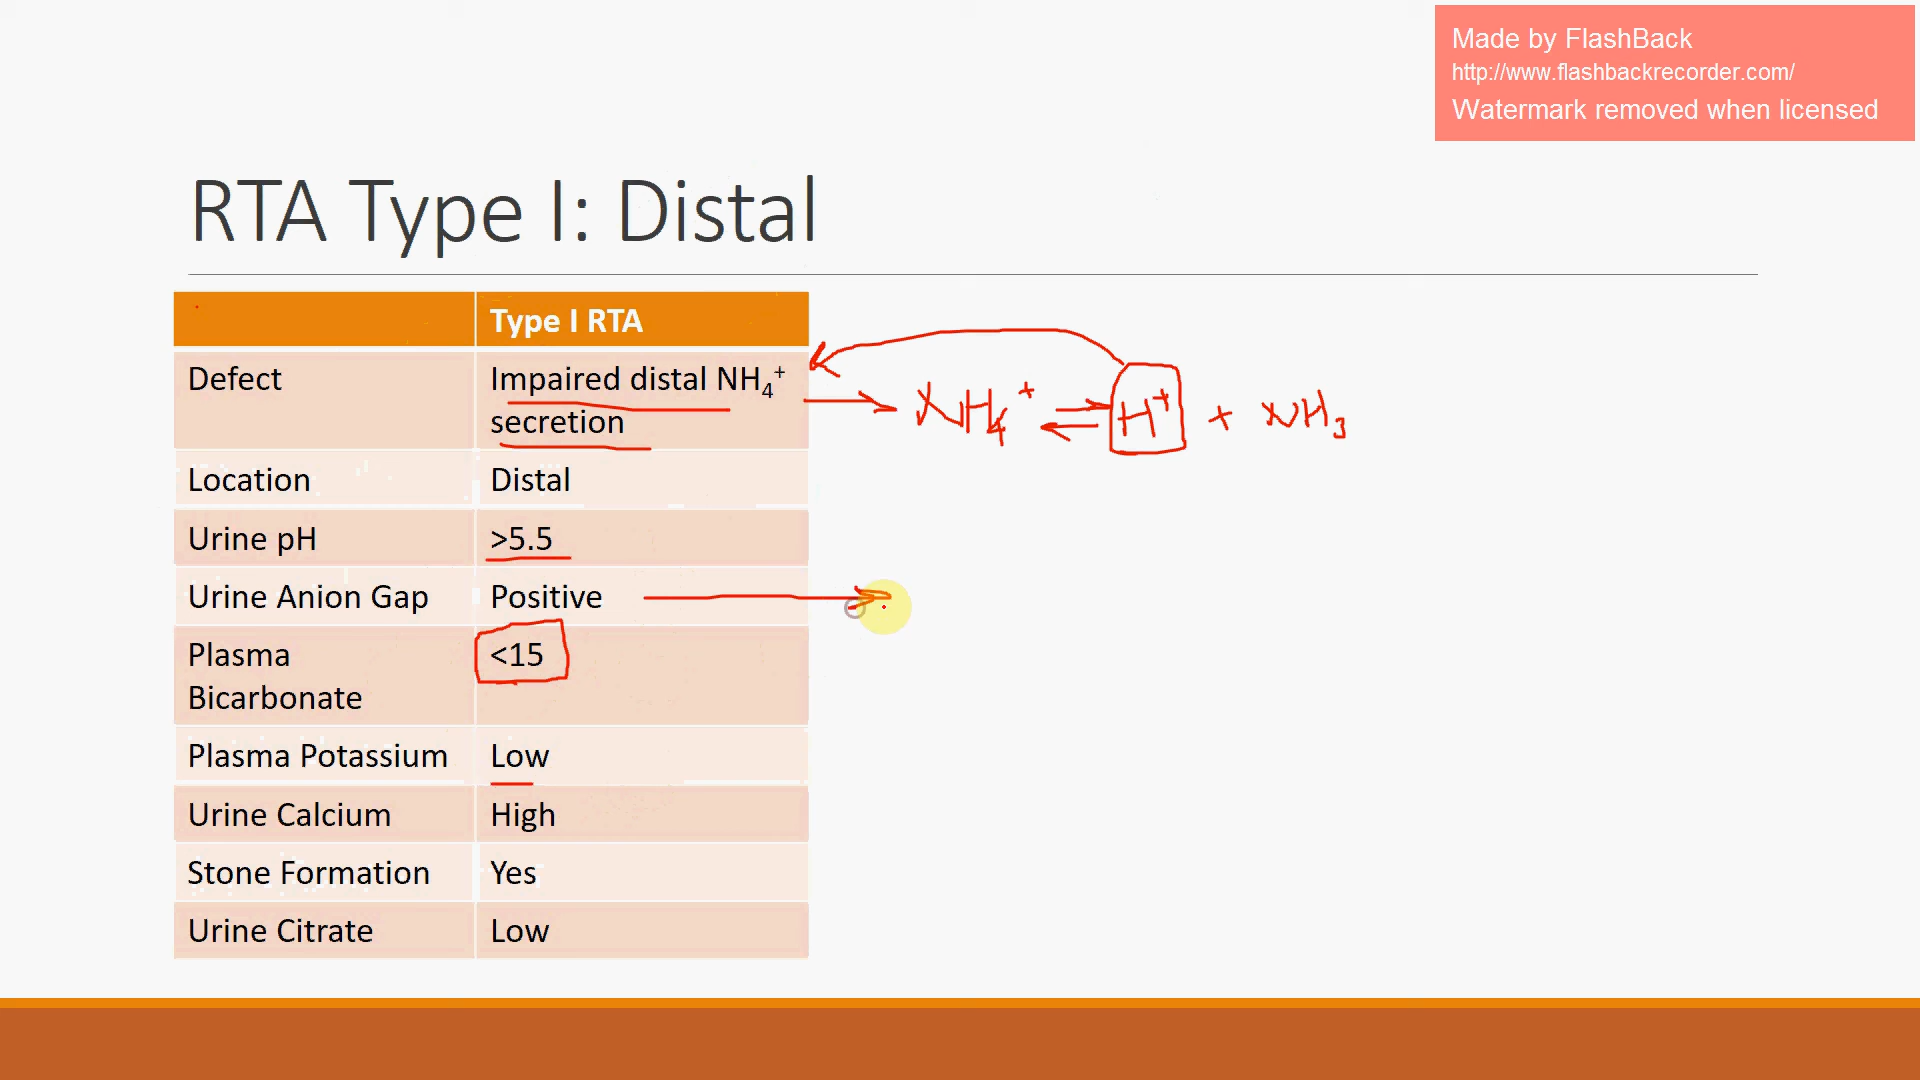 Made by FlashBack
http://www.flashbackrecorder.com/
Watermark removed when licensed
RTA Type I: Distal
Type I RTA
Defect Impaired distal NH₄⁺
secretion
NH₄⁺ ⇌ H⁺ + NH₃
Location Distal
Urine pH >5.5
Urine Anion Gap Positive
Plasma <15
Bicarbonate
Plasma Potassium Low
Urine Calcium High
Stone Formation Yes
Urine Citrate Low